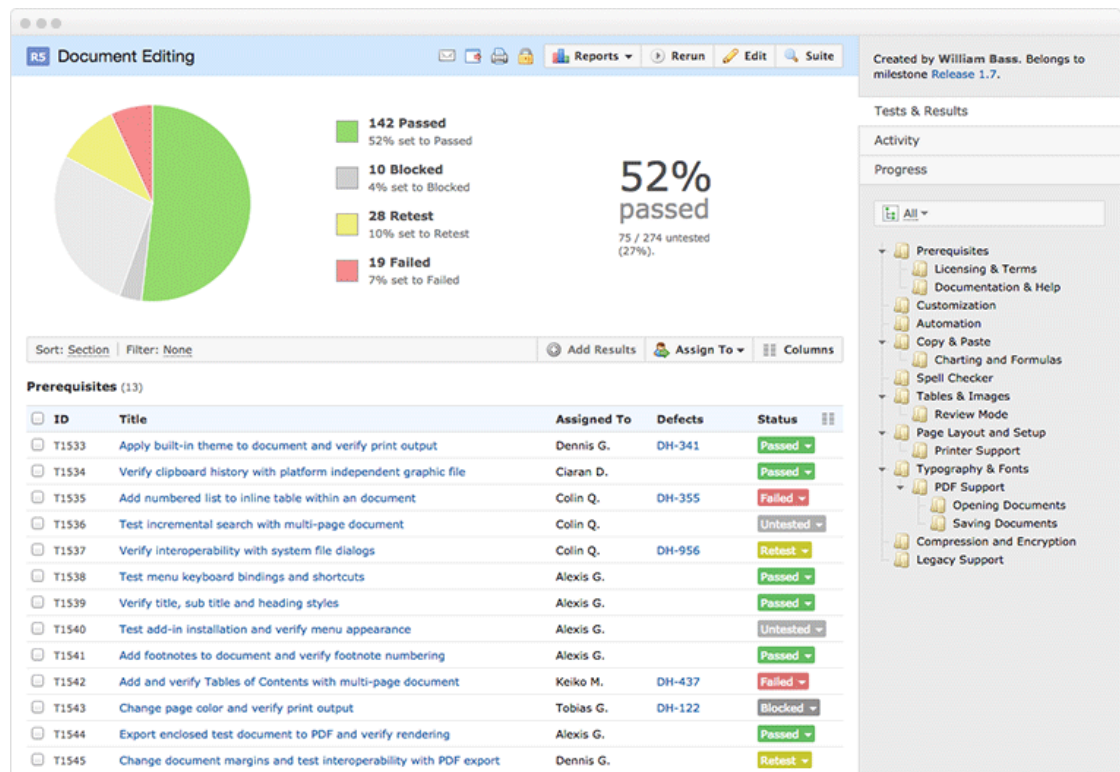 R5 Document Editing
Reports Rerun Edit Suite
142 Passed
52% set to Passed
10 Blocked
4% set to Blocked
28 Retest
10% set to Retest
19 Failed
7% set to Failed
52%
passed
75 / 274 untested
(27%).
Sort: Section Filter: None
Add Results Assign To Columns
Prerequisites (13)
ID Title Assigned To Defects Status
T1533 Apply built-in theme to document and verify print output Dennis G. DH-341 Passed
T1534 Verify clipboard history with platform independent graphic file Ciaran D. Passed
T1535 Add numbered list to inline table within an document Colin Q. DH-355 Failed
T1536 Test incremental search with multi-page document Colin Q. Untested
T1537 Verify interoperability with system file dialogs Colin Q. DH-956 Retest
T1538 Test menu keyboard bindings and shortcuts Alexis G. Passed
T1539 Verify title, sub title and heading styles Alexis G. Passed
T1540 Test add-in installation and verify menu appearance Alexis G. Untested
T1541 Add footnotes to document and verify footnote numbering Alexis G. Passed
T1542 Add and verify Tables of Contents with multi-page document Keiko M. DH-437 Failed
T1543 Change page color and verify print output Tobias G. DH-122 Blocked
T1544 Export enclosed test document to PDF and verify rendering Alexis G. Passed
T1545 Change document margins and test interoperability with PDF export Dennis G. Retest
Created by William Bass. Belongs to
milestone Release 1.7.
Tests & Results
Activity
Progress
All
Prerequisites
Licensing & Terms
Documentation & Help
Customization
Automation
Copy & Paste
Charting and Formulas
Spell Checker
Tables & Images
Review Mode
Page Layout and Setup
Printer Support
Typography & Fonts
PDF Support
Opening Documents
Saving Documents
Compression and Encryption
Legacy Support